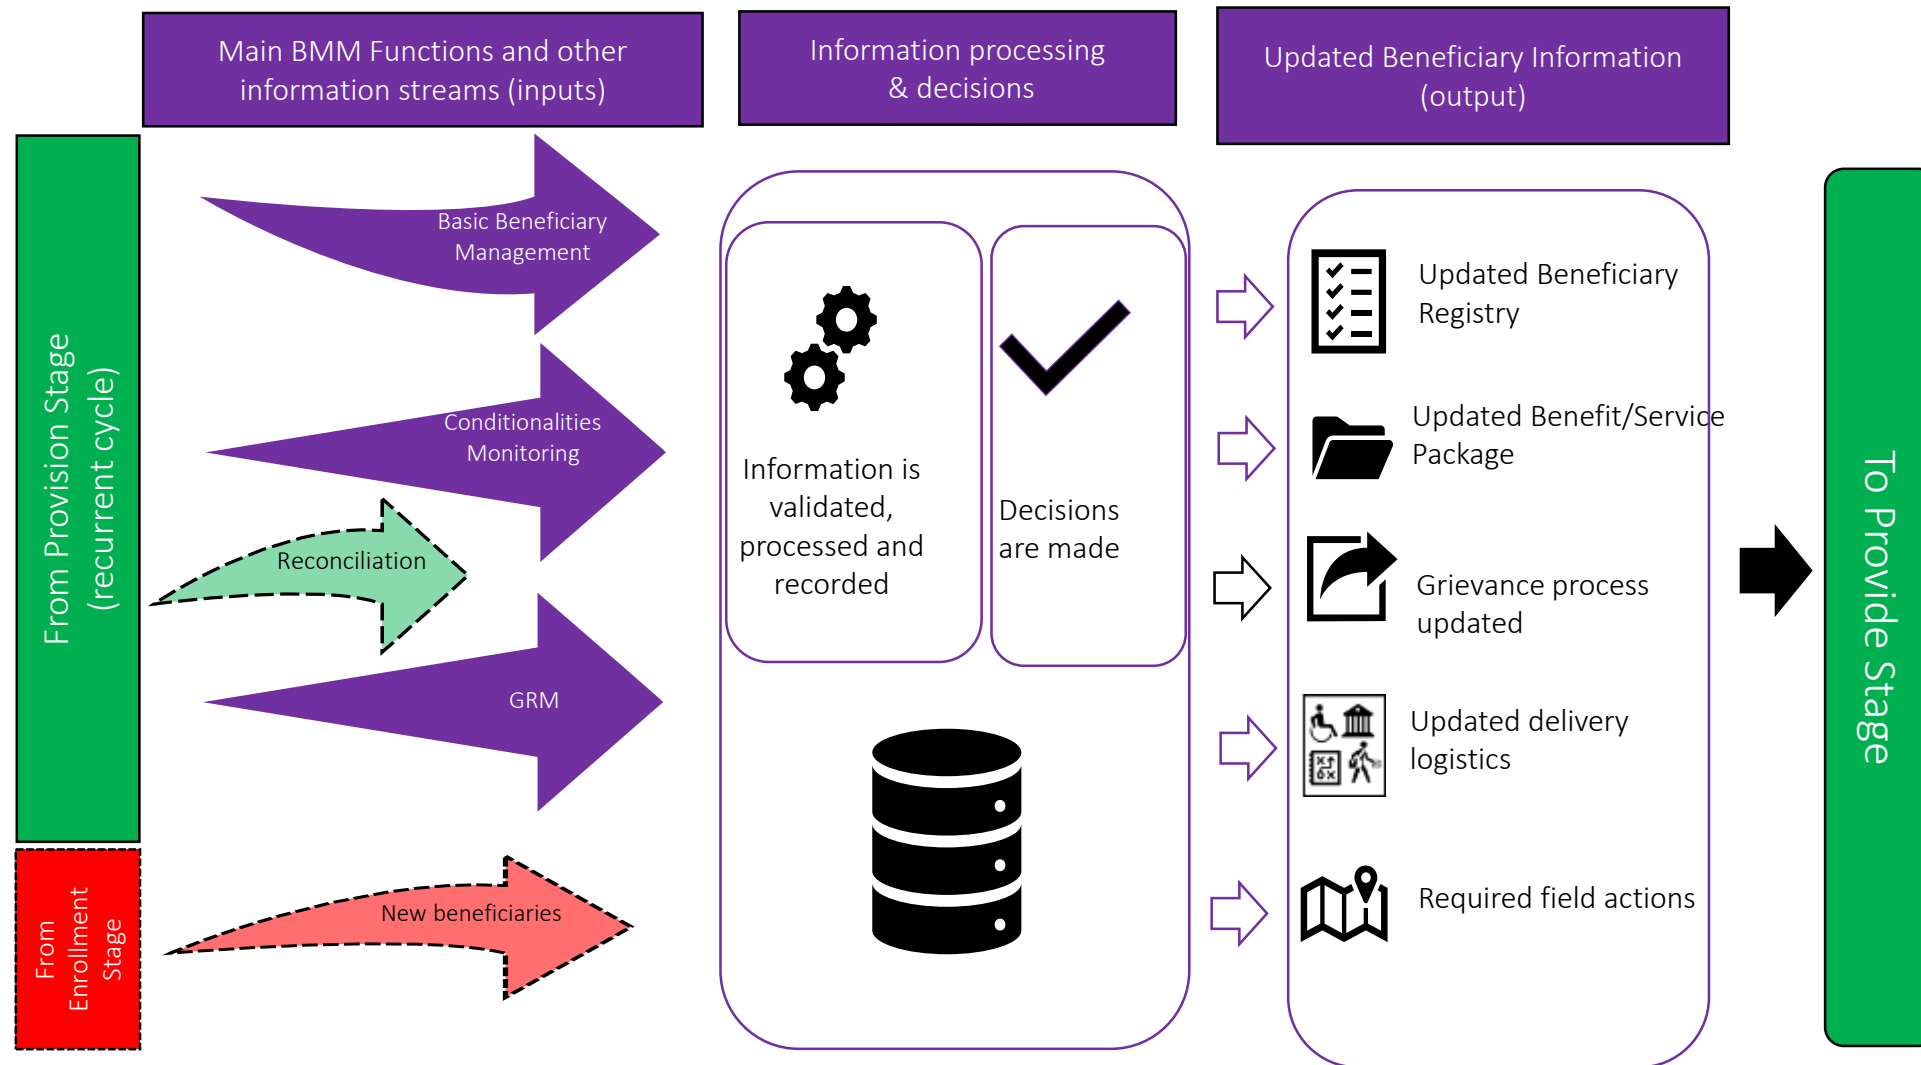 Main BMM Functions and other
information streams (inputs)
Information processing
& decisions
Updated Beneficiary Information
(output)
From Provision Stage
(recurrent cycle)
From
Enrollment
Stage
Basic Beneficiary
Management
Conditionalities
Monitoring
Reconciliation
GRM
New beneficiaries
Information is
validated,
processed and
recorded
Decisions
are made
Updated Beneficiary
Registry
Updated Benefit/Service
Package
Grievance process
updated
Updated delivery
logistics
Required field actions
To Provide Stage